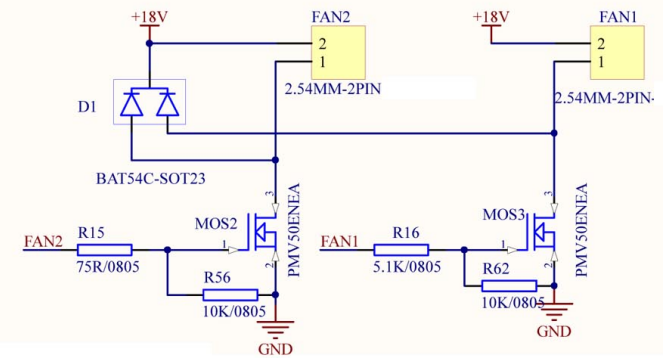 +18V
FAN2
2
1
2.54MM-2PIN
+18V
FAN1
2
1
2.54MM-2PIN-
D1
BAT54C-SOT23
3
MOS2
1
2
PMV50ENEA
FAN2
R15
75R/0805
R56
10K/0805
GND
3
MOS3
1
2
PMV50ENEA
FAN1
R16
5.1K/0805
R62
10K/0805
GND